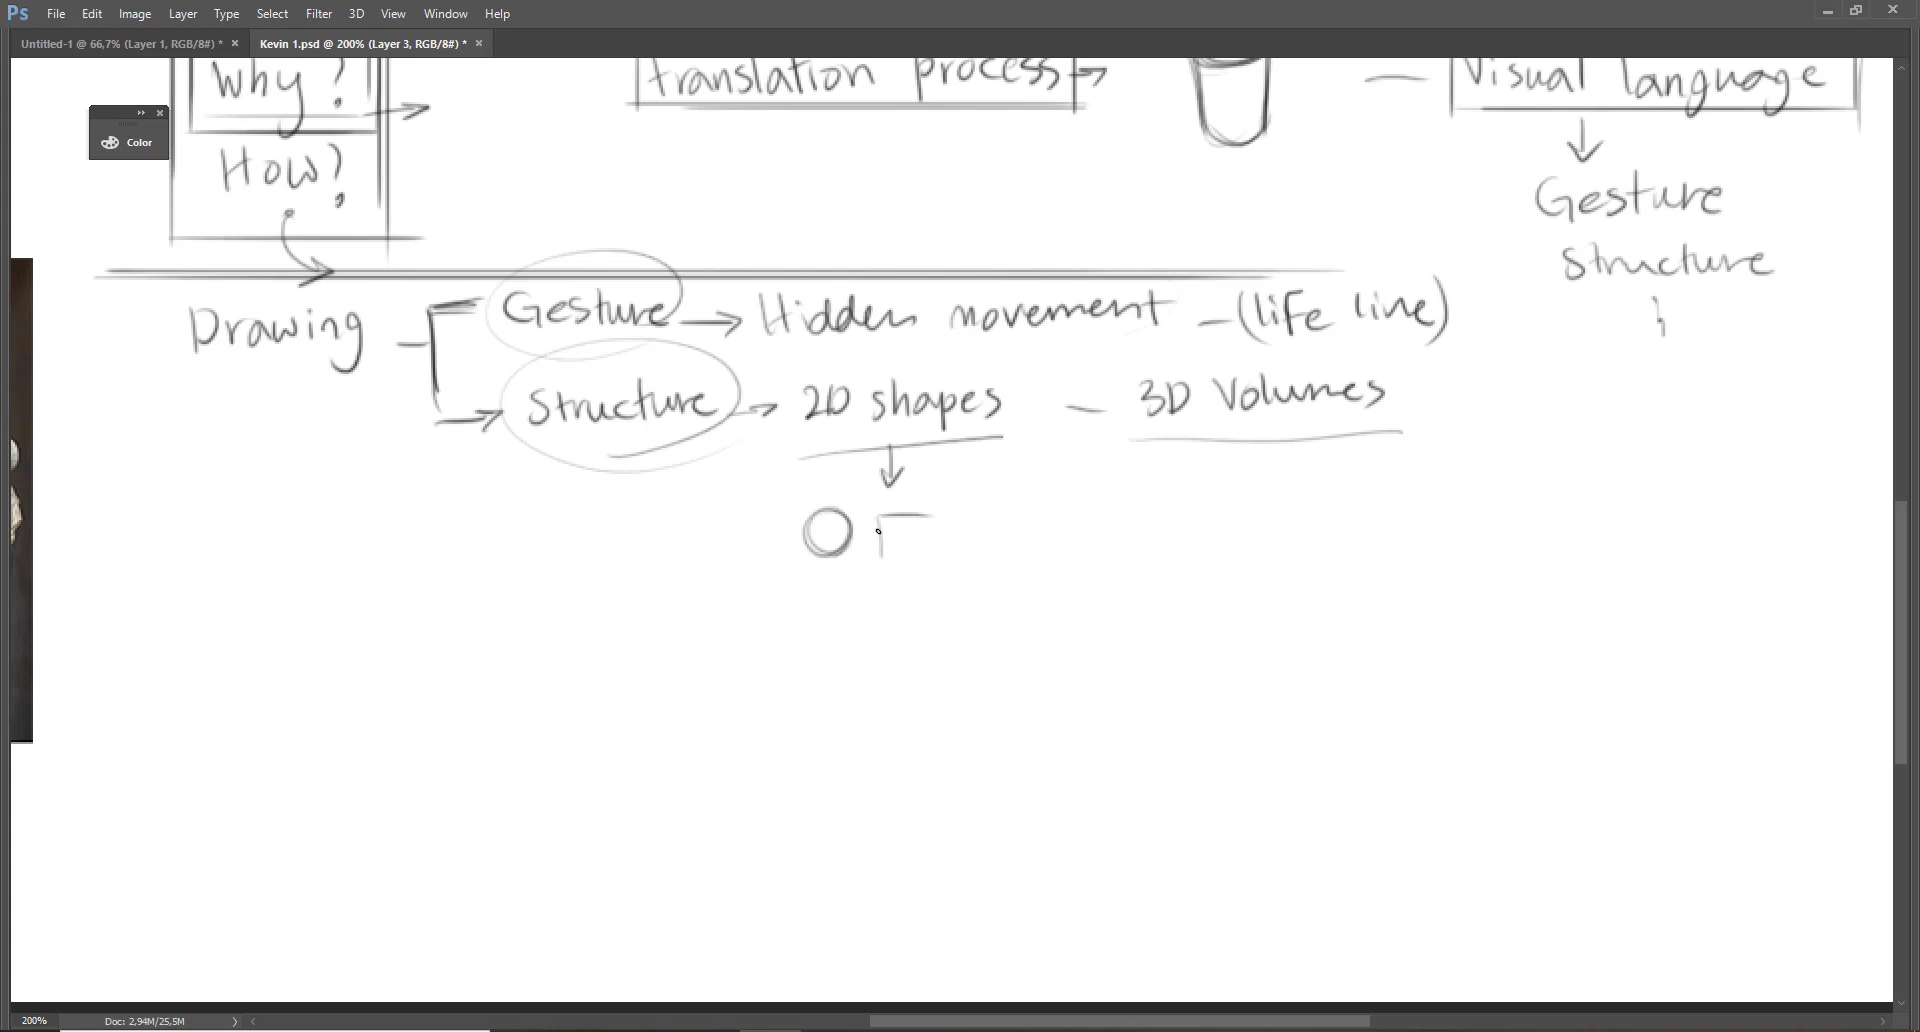 Ps File Edit Image Layer Type Select Filter 3D View Window Help
Untitled-1 @ 66,7% (Layer 1, RGB/8#) * × Kevin 1.psd @ 200% (Layer 3, RGB/8#) * ×
Why?
translation process
Visual language
Color
How?
Gesture
Structure
Drawing
Gesture → Hidden movement - (life line)
Structure → 2D shapes - 3D Volumes
200% Doc: 2,94M/25,5M